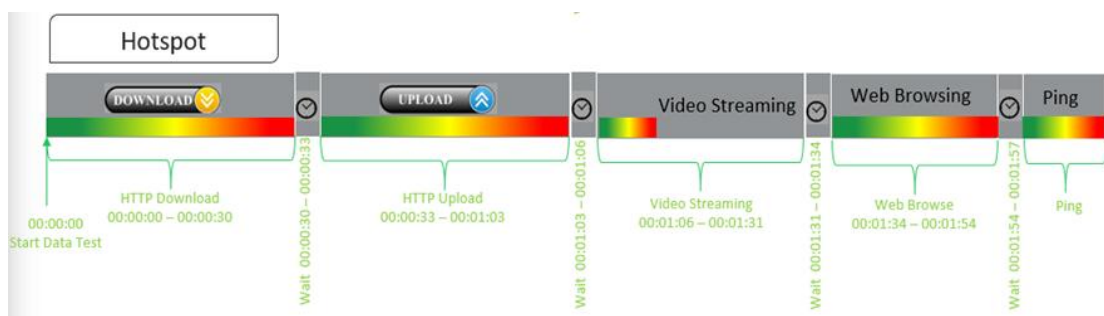 Hotspot
DOWNLOAD
UPLOAD
Video Streaming
Web Browsing
Ping
HTTP Download
00:00:00 – 00:00:30
00:00:00
Start Data Test
Wait 00:00:30 – 00:00:33
HTTP Upload
00:00:33 – 00:01:03
Wait 00:01:03 – 00:01:06
Video Streaming
00:01:06 – 00:01:31
Wait 00:01:31 – 00:01:34
Web Browse
00:01:34 – 00:01:54
Wait 00:01:54 – 00:01:57
Ping